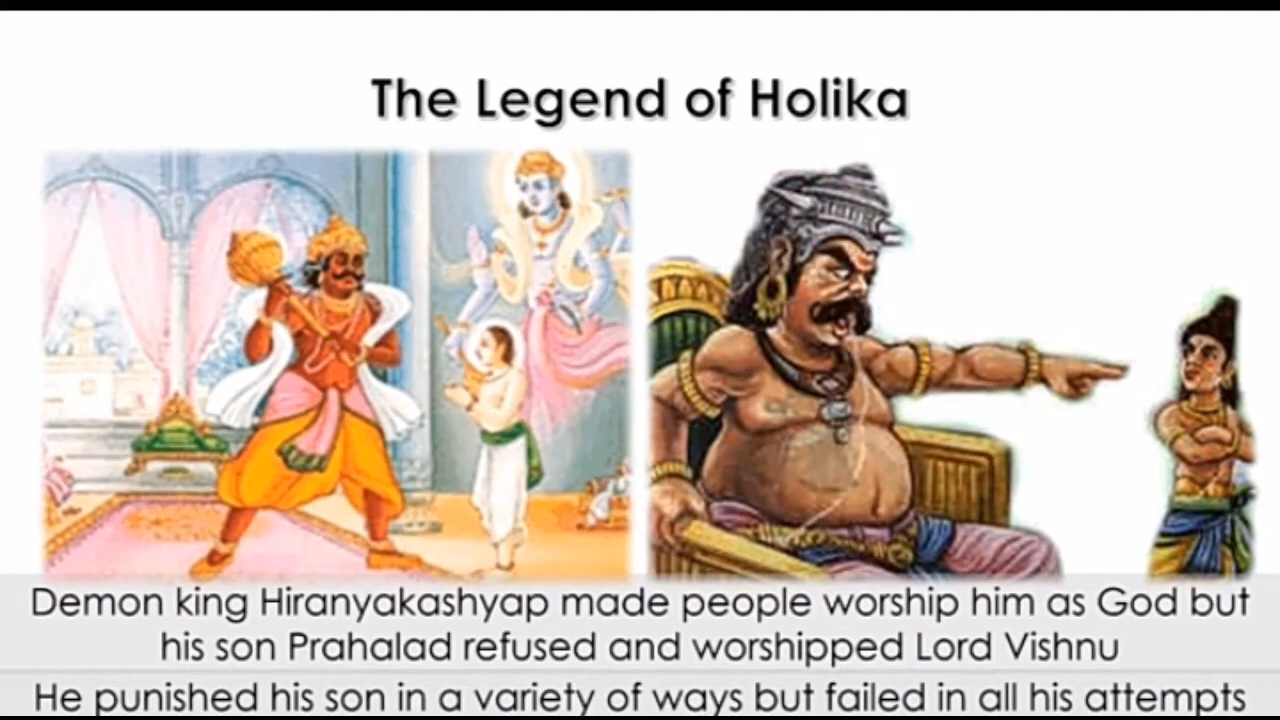 The Legend of Holika
Demon king Hiranyakashyap made people worship him as God but
his son Prahalad refused and worshipped Lord Vishnu
He punished his son in a variety of ways but failed in all his attempts